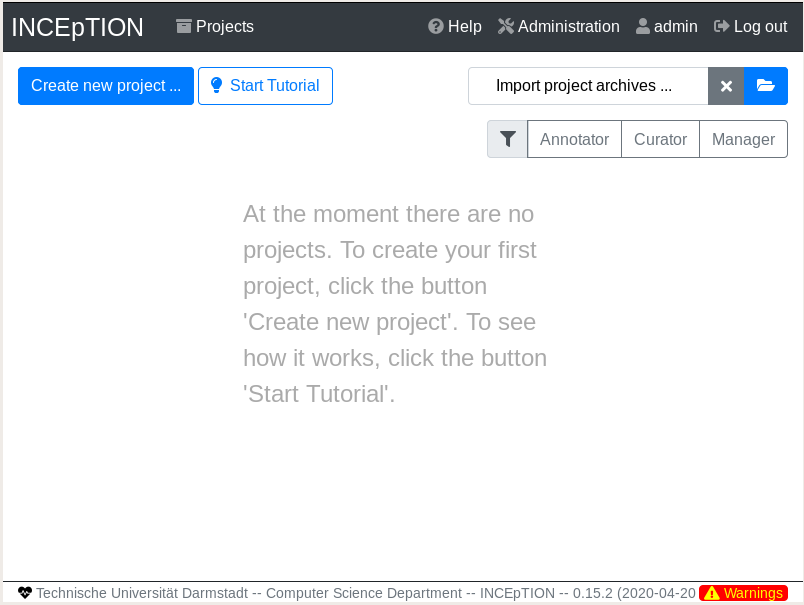 INCEpTION Projects Help Administration admin Log out
Create new project ... Start Tutorial Import project archives ...
Annotator Curator Manager
At the moment there are no
projects. To create your first
project, click the button
'Create new project'. To see
how it works, click the button
'Start Tutorial'.
Technische Universität Darmstadt -- Computer Science Department -- INCEpTION -- 0.15.2 (2020-04-20 Warnings